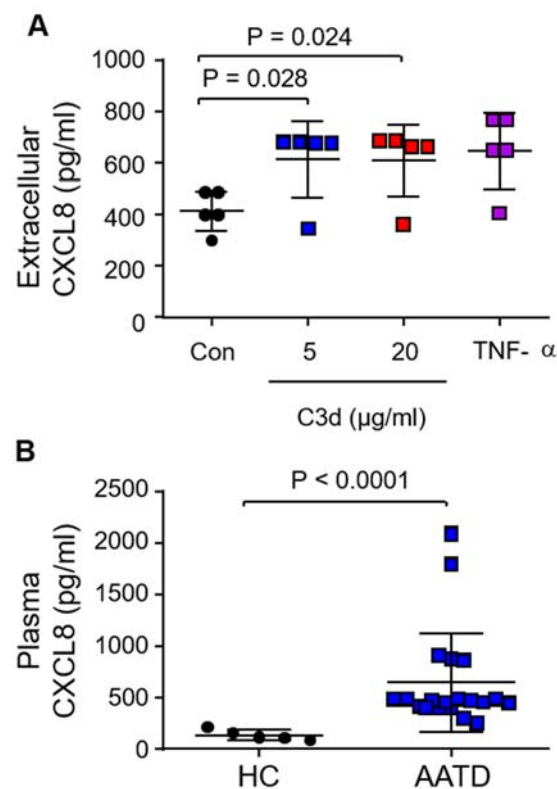 A
P = 0.024
P = 0.028
Extracellular
CXCL8 (pg/ml)
1000
800
600
400
200
0
Con
5
20
TNF- α
C3d (µg/ml)
B
P < 0.0001
Plasma
CXCL8 (pg/ml)
2500
2000
1500
1000
500
0
HC
AATD